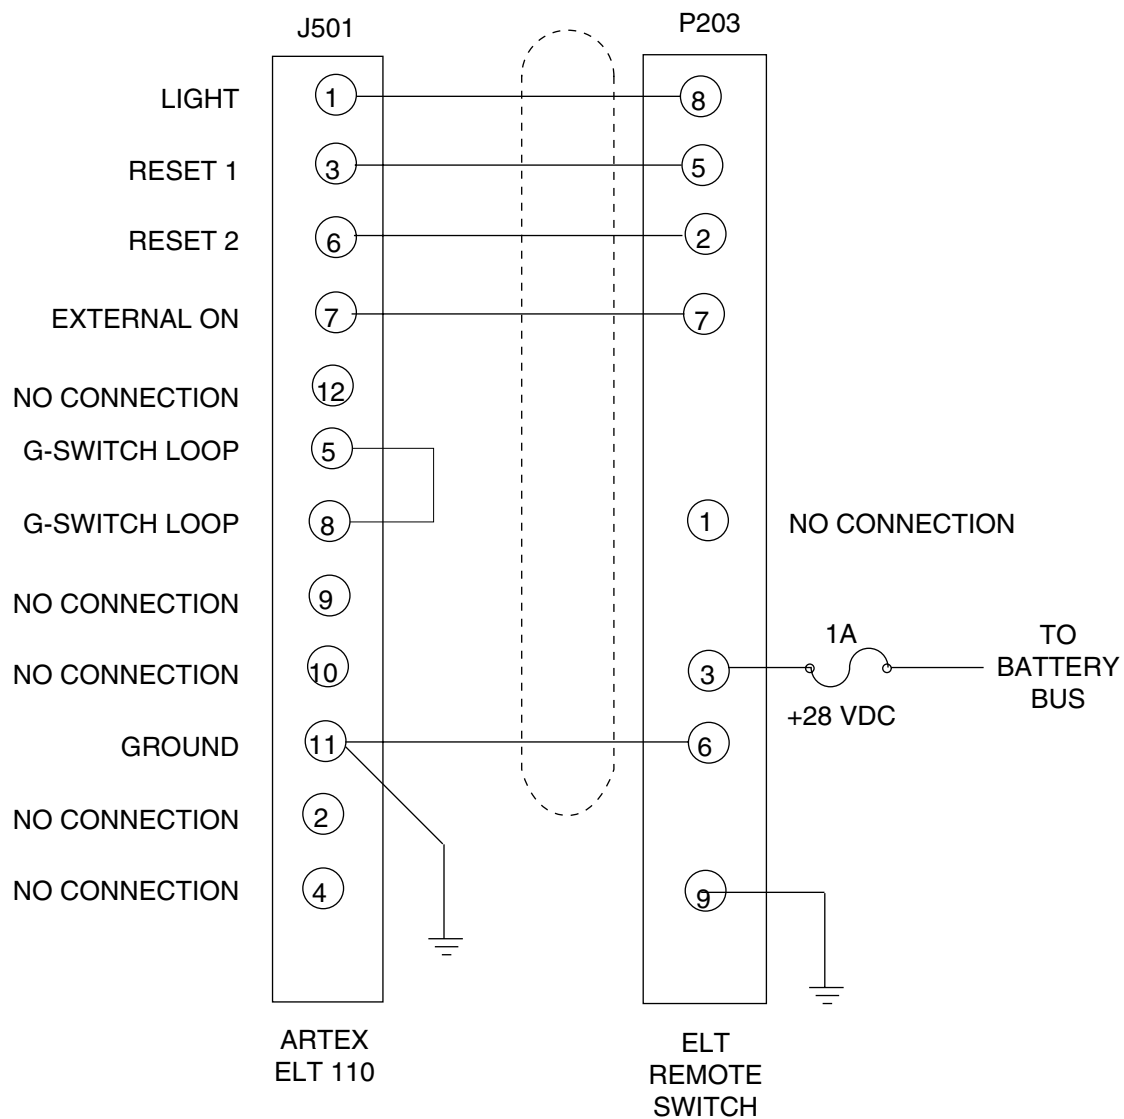 J501
P203
LIGHT 1 8
RESET 1 3 5
RESET 2 6 2
EXTERNAL ON 7 7
NO CONNECTION 12
G-SWITCH LOOP 5
G-SWITCH LOOP 8 1 NO CONNECTION
NO CONNECTION 9
1A
TO
BATTERY
BUS
NO CONNECTION 10 3
+28 VDC
GROUND 11 6
NO CONNECTION 2
NO CONNECTION 4 9
ARTEX
ELT 110
ELT
REMOTE
SWITCH